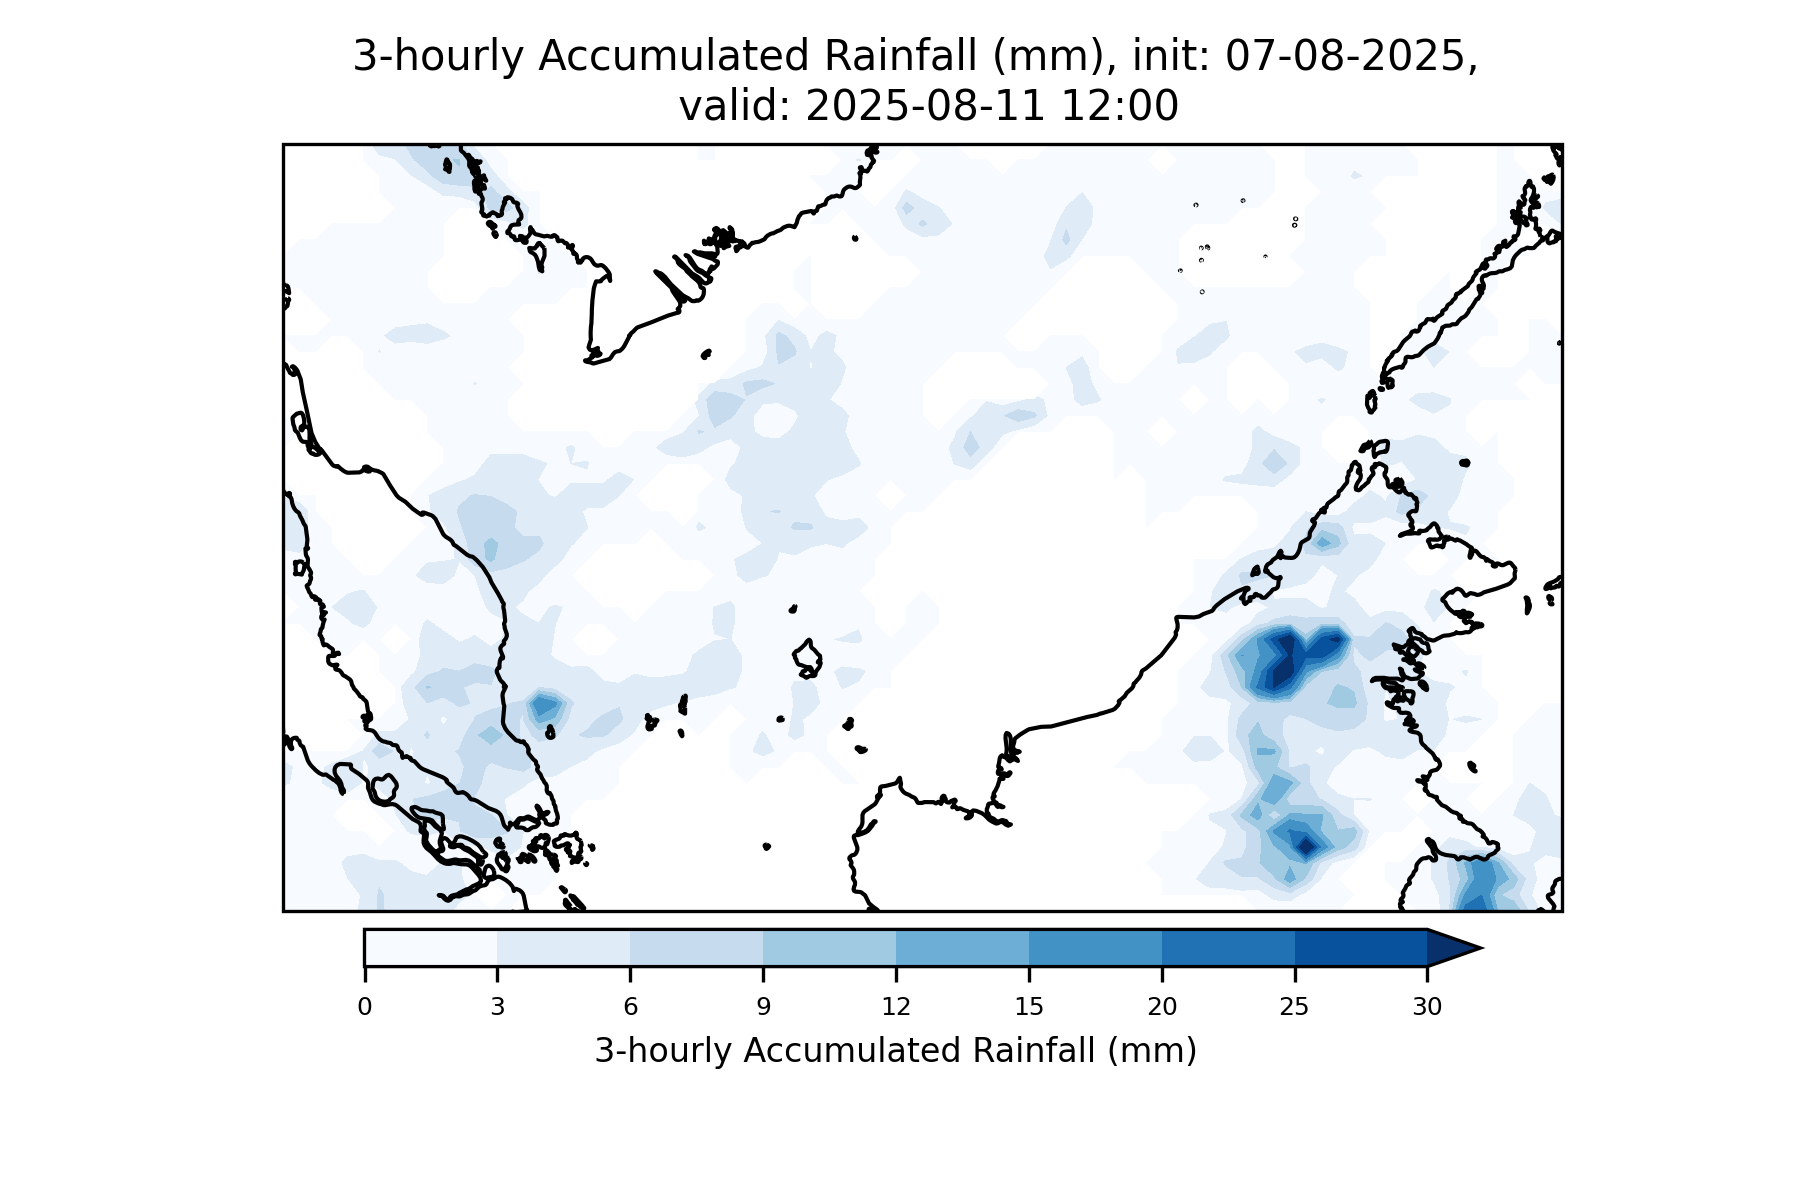 3-hourly Accumulated Rainfall (mm), init: 07-08-2025,
valid: 2025-08-11 12:00
0 3 6 9 12 15 20 25 30
3-hourly Accumulated Rainfall (mm)